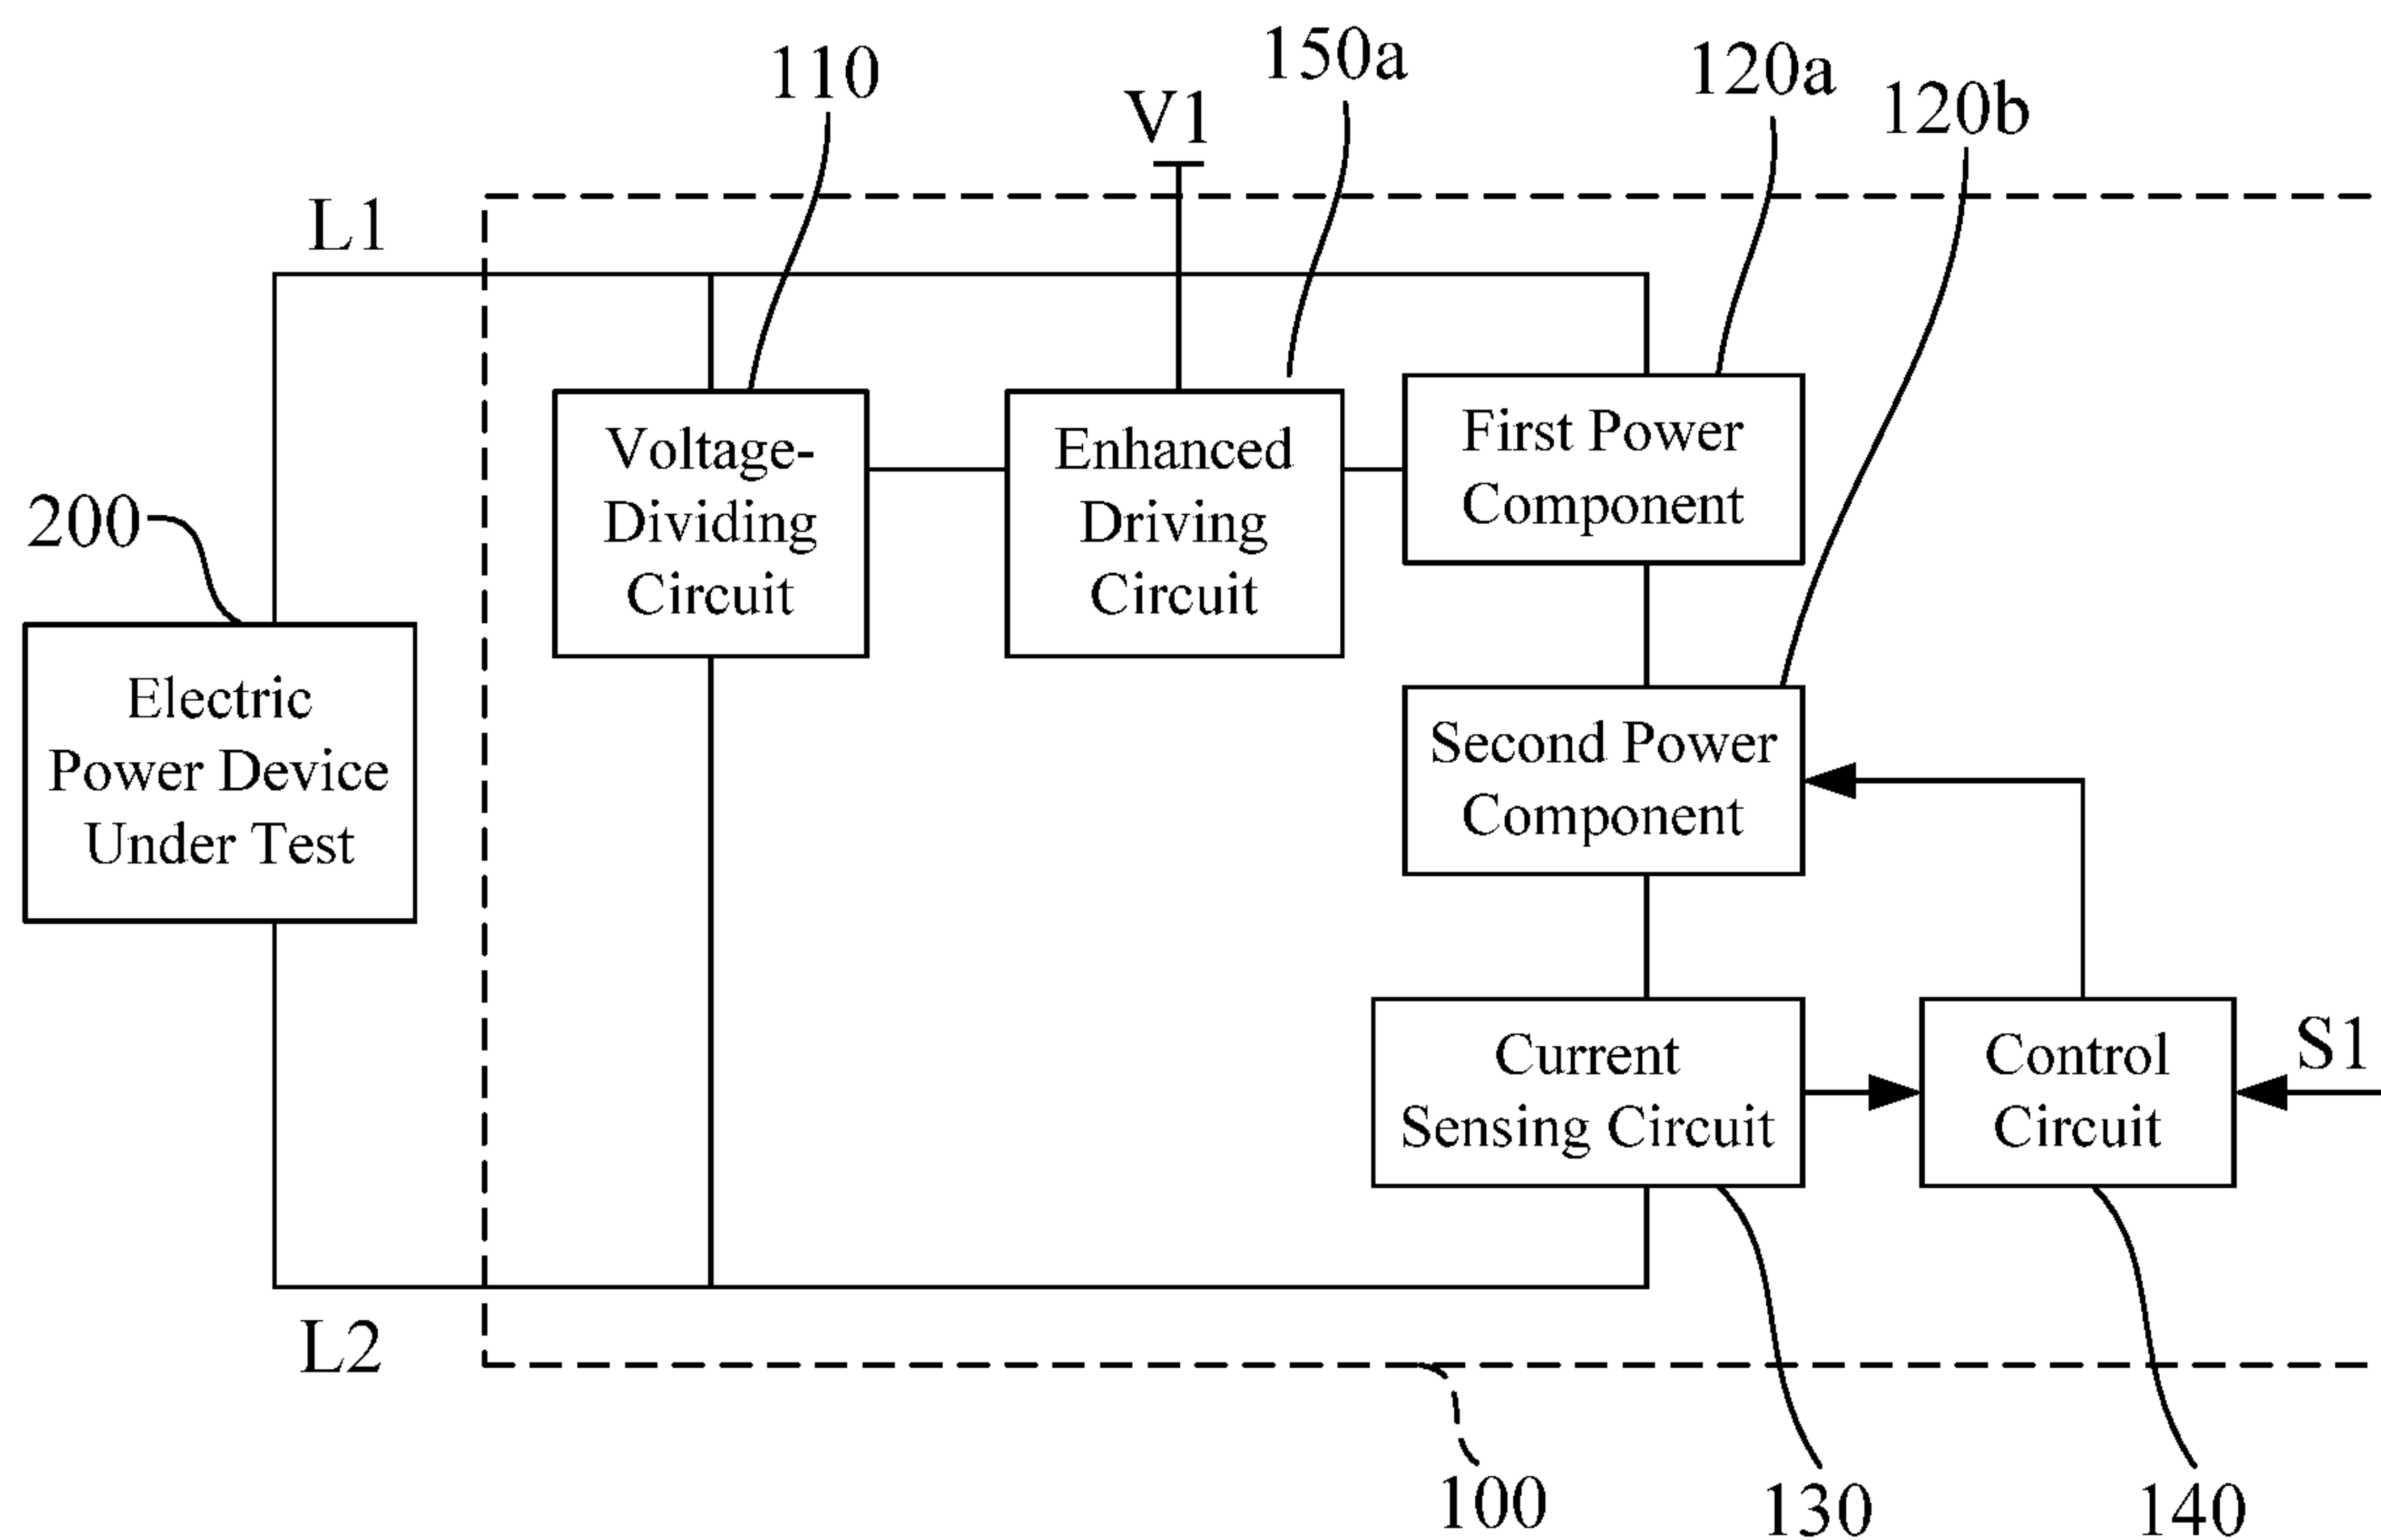 110
150a
120a
120b
V1
L1
Voltage-
Dividing
Circuit
Enhanced
Driving
Circuit
First Power
Component
200
Electric
Power Device
Under Test
Second Power
Component
Current
Sensing Circuit
Control
Circuit
S1
L2
100
130
140